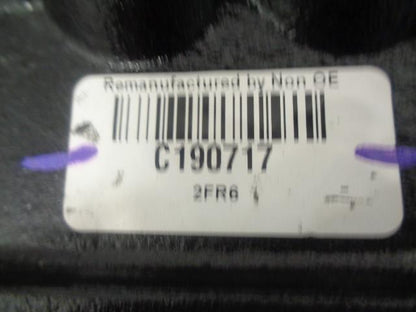 Remanufactured by Non OE
C190717
2FR6